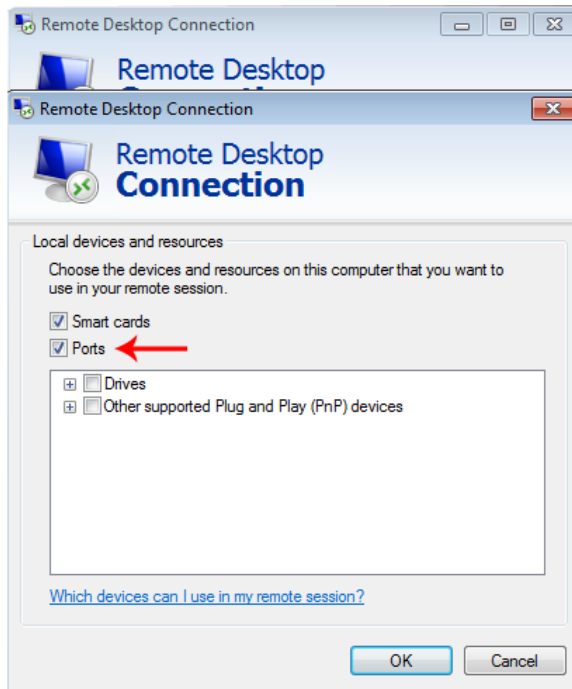 Remote Desktop Connection
Remote Desktop
Remote Desktop Connection
Remote Desktop
Connection
Local devices and resources
Choose the devices and resources on this computer that you want to
use in your remote session.
Smart cards
Ports
Drives
Other supported Plug and Play (PnP) devices
Which devices can I use in my remote session?
OK Cancel